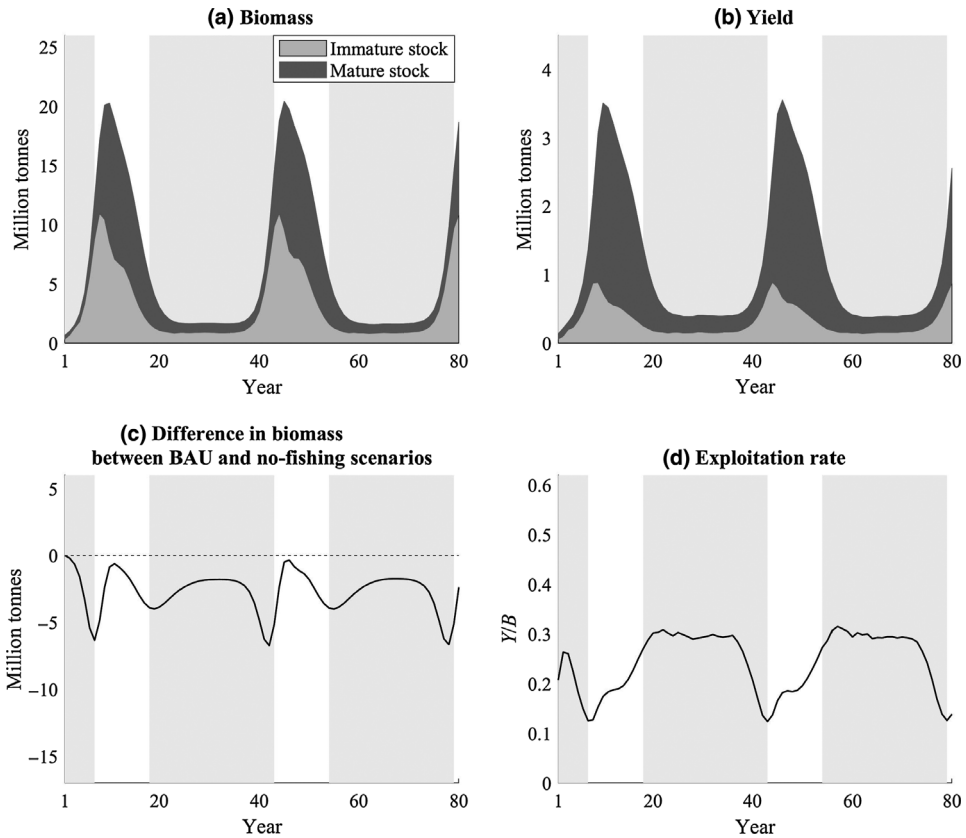 (a) Biomass
Immature stock
Mature stock
Million tonnes
25
20
15
10
5
0
1
20
40
60
80
Year
(b) Yield
Million tonnes
4
3
2
1
0
1
20
40
60
80
Year
(c) Difference in biomass
between BAU and no-fishing scenarios
Million tonnes
5
0
−5
−10
−15
1
20
40
60
80
Year
(d) Exploitation rate
Y/B
0.6
0.5
0.4
0.3
0.2
0.1
0
1
20
40
60
80
Year